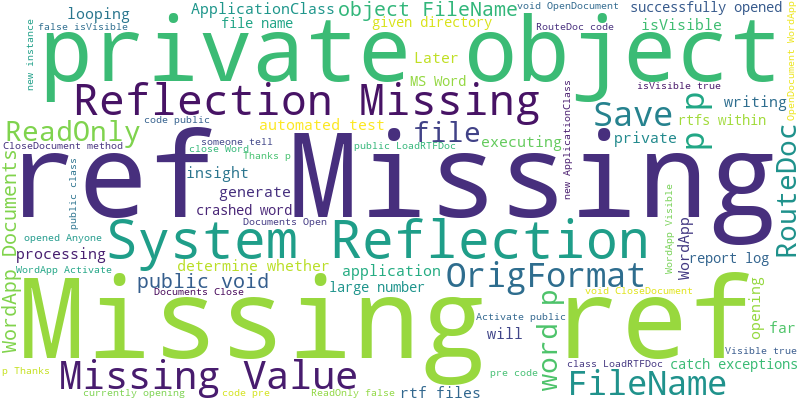 void OpenDocument
ApplicationClass
object FileName
successfully opened
looping
file name
given directory
RouteDoc code
isVisible
false isVisible
new instance
private object
Later
MS Word
isVisible true
OpenDocument WordApp
Reflection Missing
new ApplicationClass
Save
p p
writing
rtfs within
code public
ReadOnly
automated test
file
executing
private
CloseDocument method
someone tell
close Word
Thanks p
public LoadRTFDoc
ref Missing
RouteDoc
WordApp Documents
public class
insight
generate
crashed word
Documents Open
opened Anyone
System Reflection
WordApp Visible
WordApp
processing
report log
WordApp Activate
determine whether
application
OrigFormat
public void
Documents Close
large number
void CloseDocument
Missing ref
word p
will
Activate public
opening
far
Visible true
Missing Value
class LoadRTFDoc
catch exceptions
p Thanks
pre code
FileName
currently opening
code pre
ReadOnly false
rtf files